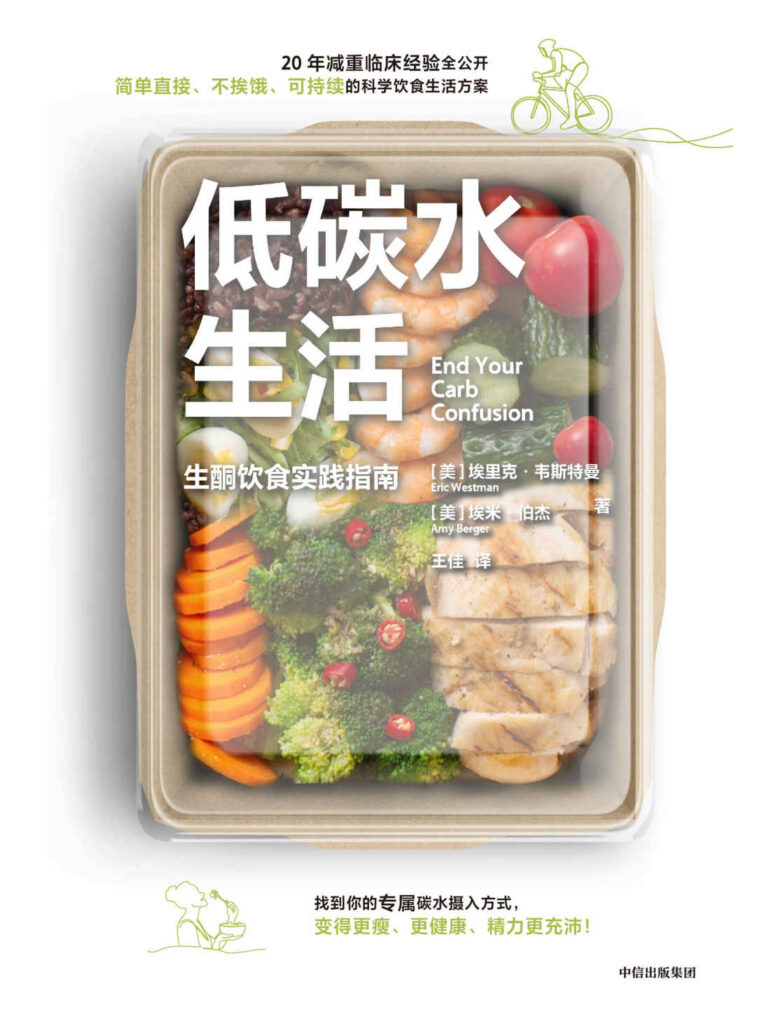 20 年减重临床经验全公开
简单直接、不挨饿、可持续的科学饮食生活方案
低碳水
生活
End Your
Carb
Confusion
生酮饮食实践指南
[ 美 ] 埃里克 · 韦斯特曼
Eric Westman
[ 美 ] 埃米 · 伯杰
Amy Berger
著
王佳 译
找到你的专属碳水摄入方式，
变得更瘦、更健康、精力更充沛！
中信出版集团